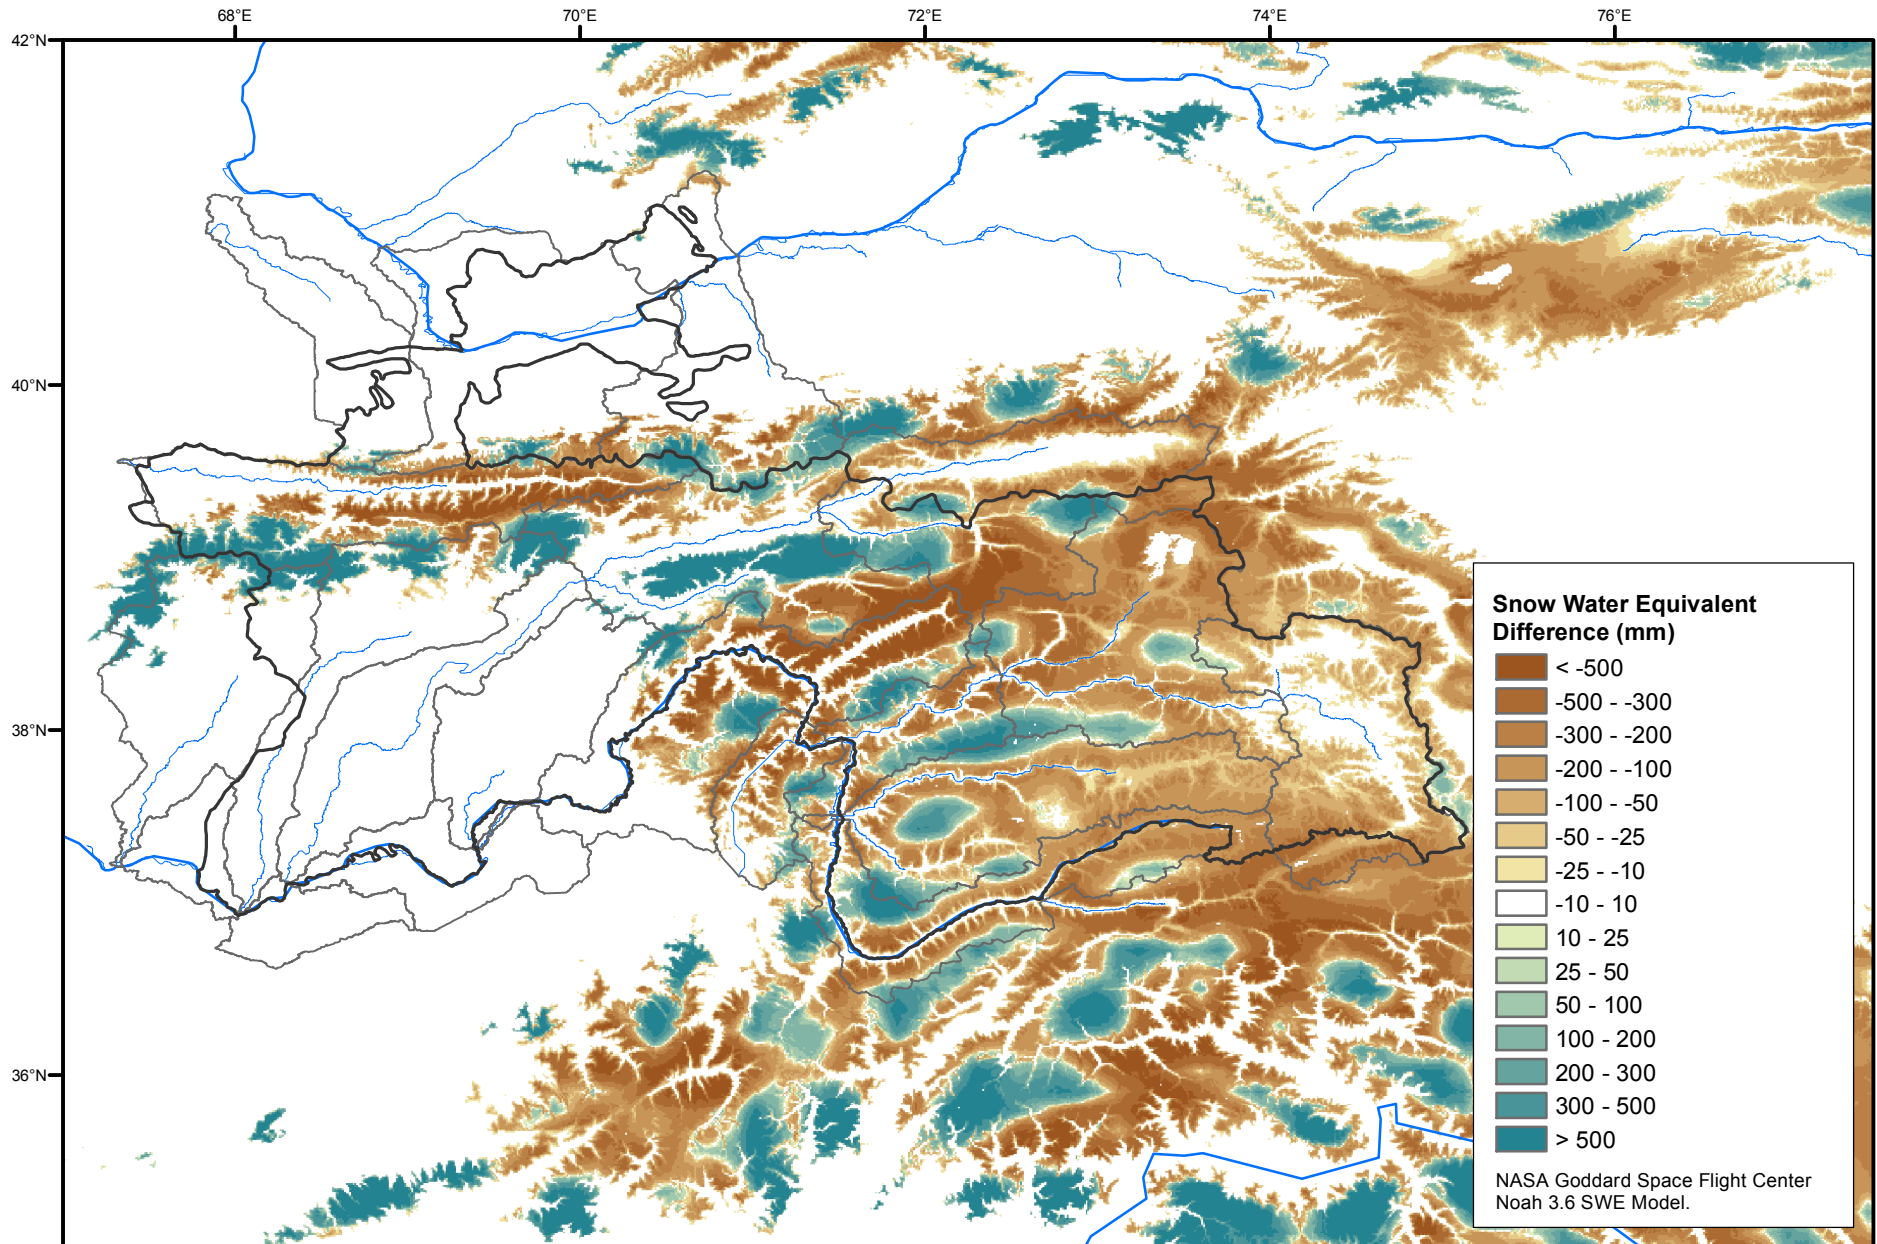 68°E
70°E
72°E
74°E
76°E
42°N
40°N
38°N
36°N
Snow Water Equivalent
Difference (mm)
< -500
-500 - -300
-300 - -200
-200 - -100
-100 - -50
-50 - -25
-25 - -10
-10 - 10
10 - 25
25 - 50
50 - 100
100 - 200
200 - 300
300 - 500
> 500
NASA Goddard Space Flight Center
Noah 3.6 SWE Model.